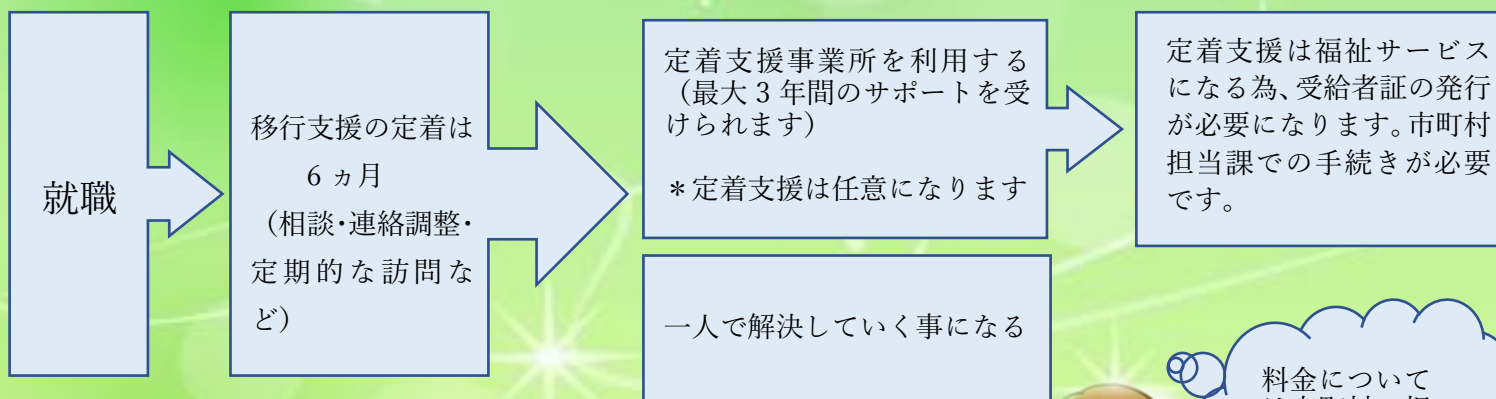 就職
移行支援の定着は
6ヵ月
（相談・連絡調整・
定期的な訪問な
ど）
定着支援事業所を利用する
（最大3年間のサポートを受
けられます）
＊定着支援は任意になります
定着支援は福祉サービス
になる為、受給者証の発行
が必要になります。市町村
担当課での手続きが必要
です。
一人で解決していく事になる
料金について